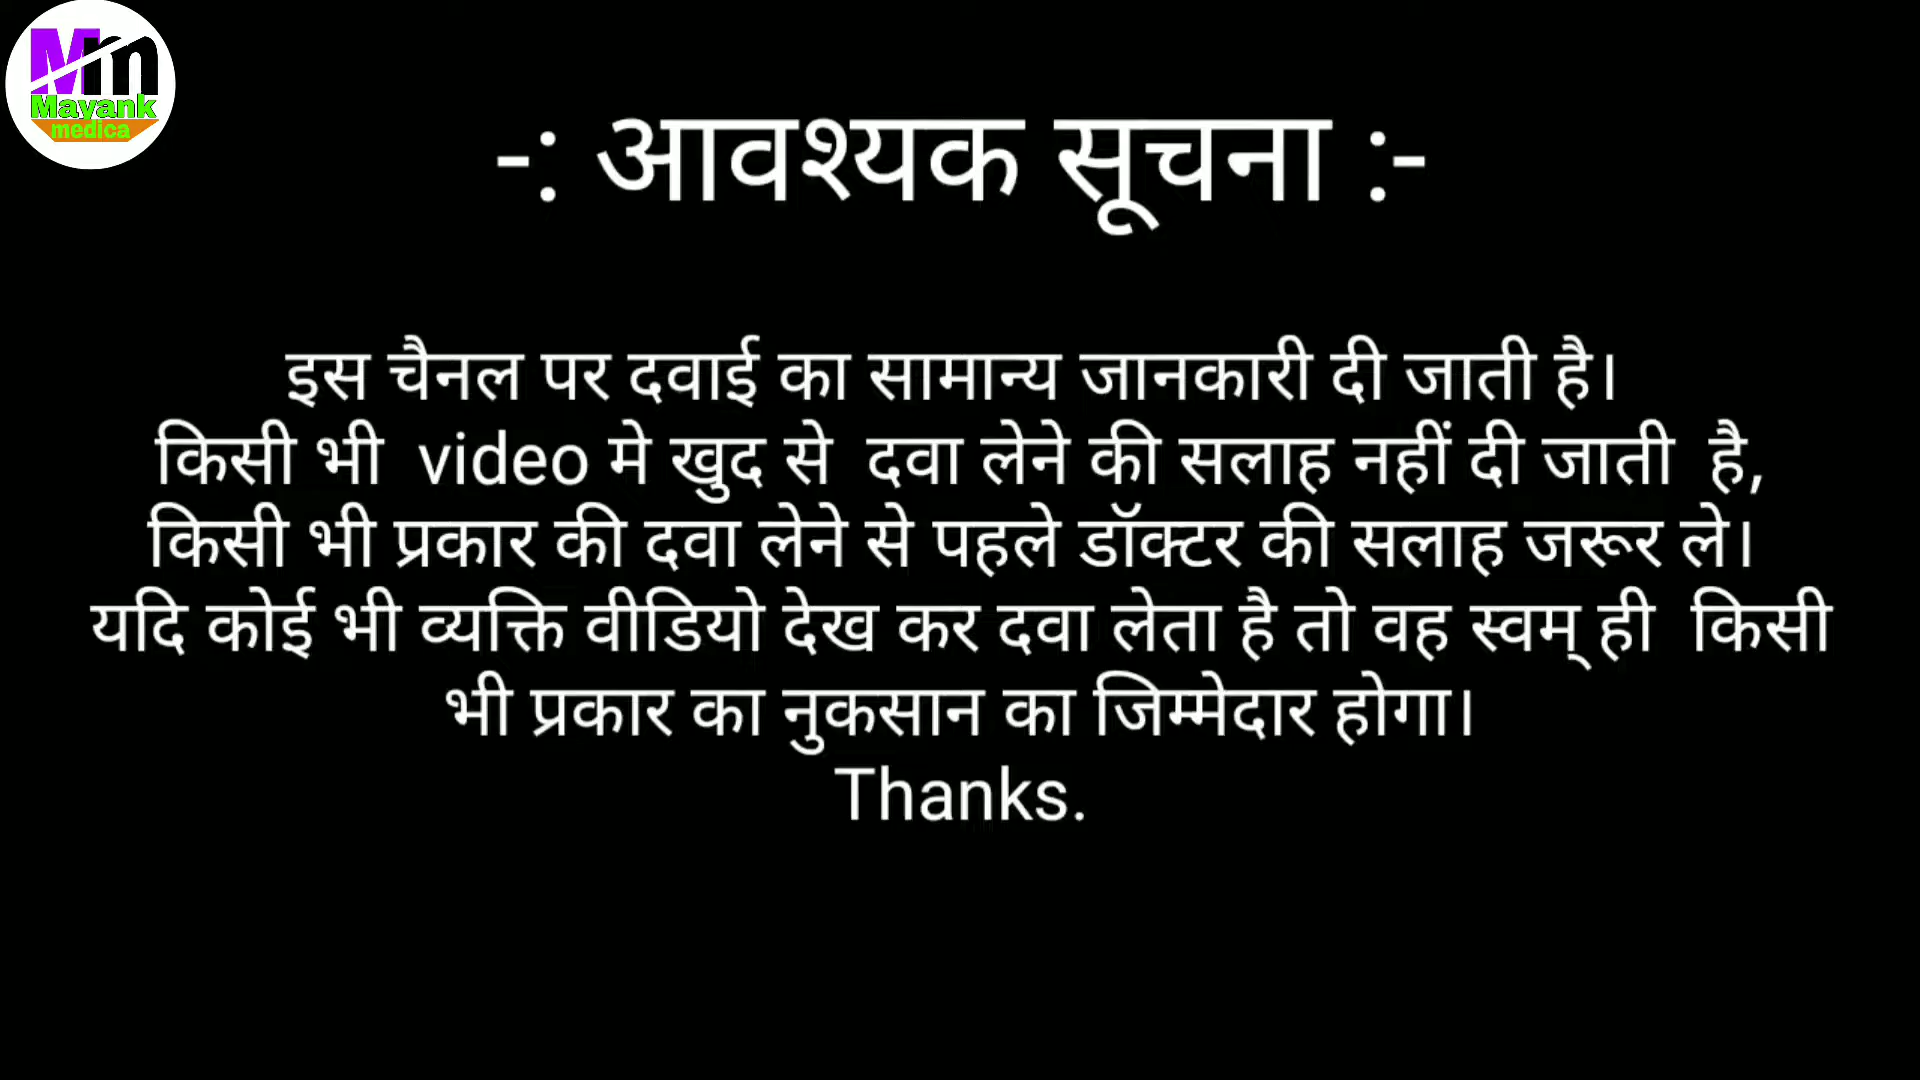 Mm
Mayank
medica
-: आवश्यक सूचना :-
इस चैनल पर दवाई का सामान्य जानकारी दी जाती है।
किसी भी video मे खुद से दवा लेने की सलाह नहीं दी जाती है,
किसी भी प्रकार की दवा लेने से पहले डॉक्टर की सलाह जरूर ले।
यदि कोई भी व्यक्ति वीडियो देख कर दवा लेता है तो वह स्वम् ही किसी
भी प्रकार का नुकसान का जिम्मेदार होगा।
Thanks.